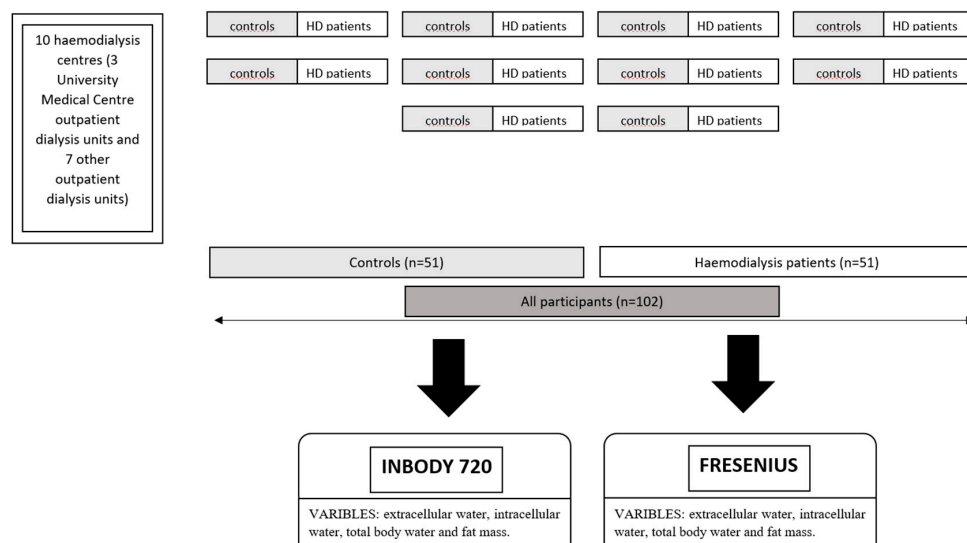 10 haemodialysis
centres (3
University
Medical Centre
outpatient
dialysis units and
7 other
outpatient
dialysis units)
controls HD patients controls HD patients controls HD patients controls HD patients
controls HD patients controls HD patients controls HD patients controls HD patients
controls HD patients controls HD patients
Controls (n=51) Haemodialysis patients (n=51)
All participants (n=102)
INBODY 720
VARIBLES: extracellular water, intracellular
water, total body water and fat mass.
FRESENIUS
VARIBLES: extracellular water, intracellular
water, total body water and fat mass.